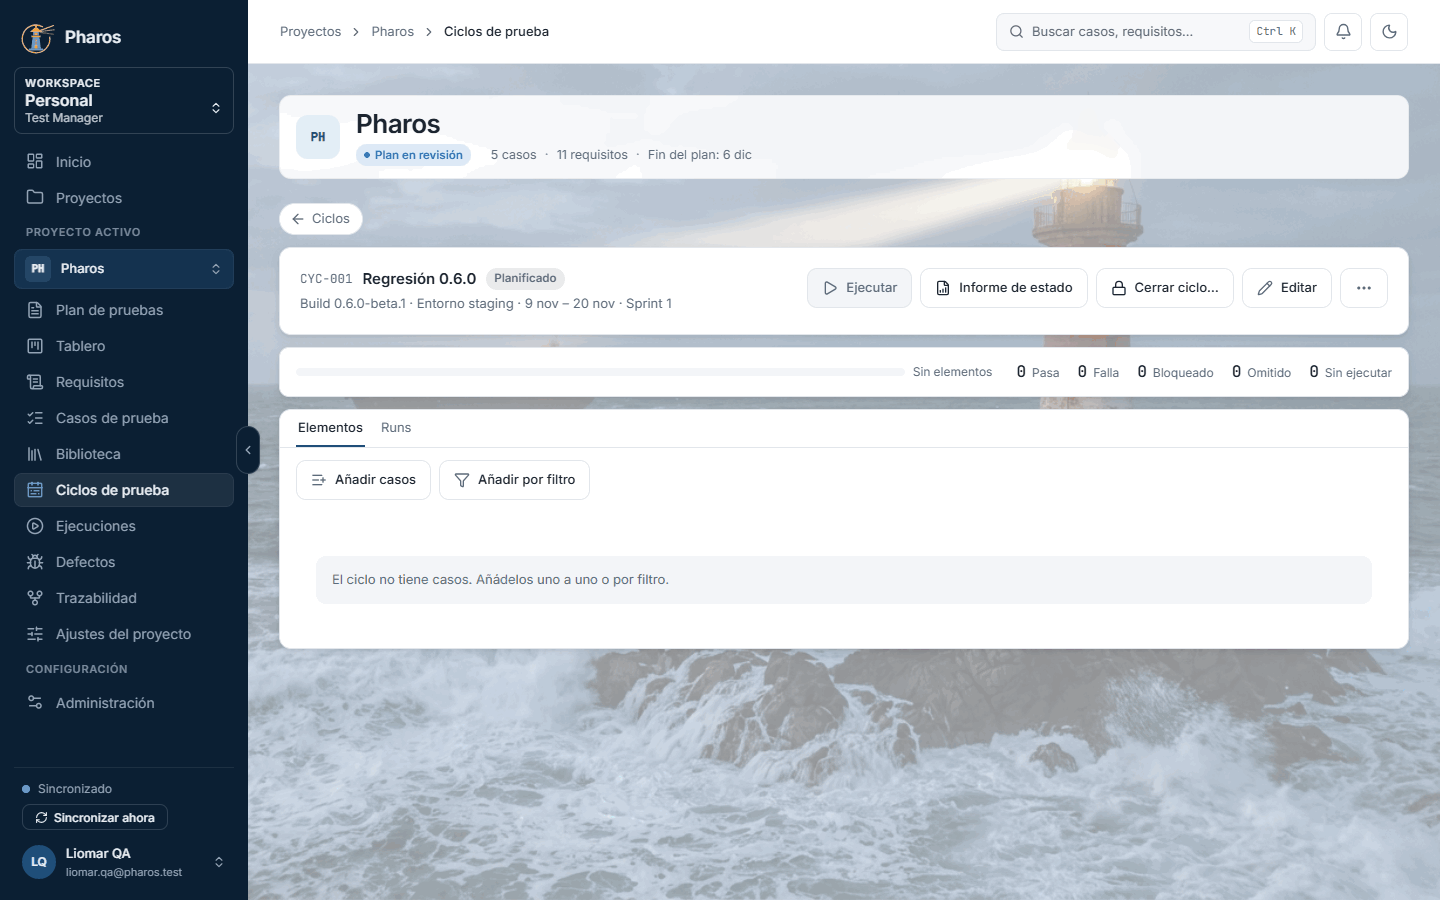 Pharos
WORKSPACE
Personal
Test Manager
Inicio
Proyectos
PROYECTO ACTIVO
PH Pharos
Plan de pruebas
Tablero
Requisitos
Casos de prueba
Biblioteca
Ciclos de prueba
Ejecuciones
Defectos
Trazabilidad
Ajustes del proyecto
CONFIGURACIÓN
Administración
Sincronizado
Sincronizar ahora
LQ
Liomar QA
liomar.qa@pharos.test
Proyectos > Pharos > Ciclos de prueba
Buscar casos, requisitos... Ctrl K
PH
Pharos
Plan en revisión 5 casos · 11 requisitos · Fin del plan: 6 dic
Ciclos
CYC-001 Regresión 0.6.0 Planificado
Build 0.6.0-beta.1 · Entorno staging · 9 nov – 20 nov · Sprint 1
Ejecutar Informe de estado Cerrar ciclo... Editar ...
Sin elementos 0 Pasa 0 Falla 0 Bloqueado 0 Omitido 0 Sin ejecutar
Elementos Runs
Añadir casos Añadir por filtro
El ciclo no tiene casos. Añádelos uno a uno o por filtro.